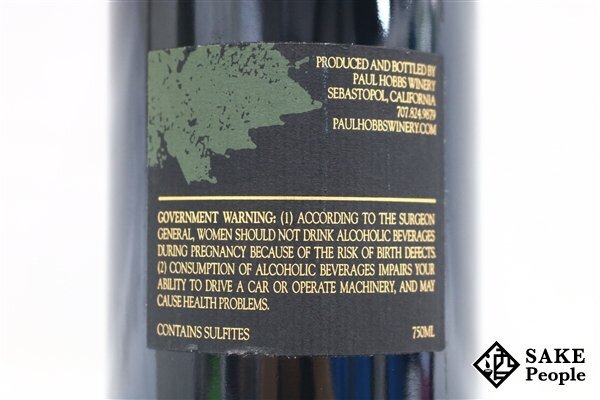 PRODUCED AND BOTTLED BY
PAUL HOBBS WINERY
SEBASTOPOL, CALIFORNIA
707.824.9879
PAULHOBBSWINERY.COM
GOVERNMENT WARNING: (1) ACCORDING TO THE SURGEON
GENERAL, WOMEN SHOULD NOT DRINK ALCOHOLIC BEVERAGES
DURING PREGNANCY BECAUSE OF THE RISK OF BIRTH DEFECTS.
(2) CONSUMPTION OF ALCOHOLIC BEVERAGES IMPAIRS YOUR
ABILITY TO DRIVE A CAR OR OPERATE MACHINERY, AND MAY
CAUSE HEALTH PROBLEMS.
CONTAINS SULFITES
750ML
SAKE
People